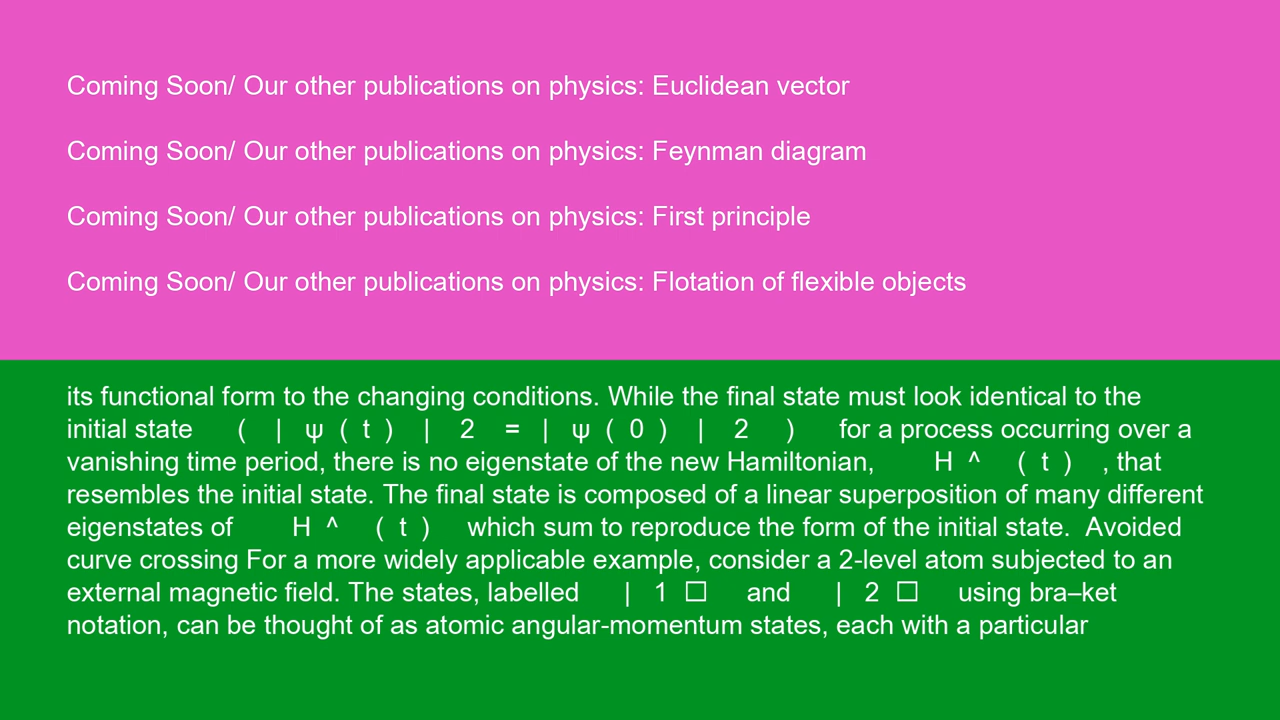 Coming Soon/ Our other publications on physics: Euclidean vector
Coming Soon/ Our other publications on physics: Feynman diagram
Coming Soon/ Our other publications on physics: First principle
Coming Soon/ Our other publications on physics: Flotation of flexible objects
its functional form to the changing conditions. While the final state must look identical to the
initial state ( | ψ ( t ) | 2 = | ψ ( 0 ) | 2 ) for a process occurring over a
vanishing time period, there is no eigenstate of the new Hamiltonian, H ^ ( t ) , that
resembles the initial state. The final state is composed of a linear superposition of many different
eigenstates of H ^ ( t ) which sum to reproduce the form of the initial state. Avoided
curve crossing For a more widely applicable example, consider a 2-level atom subjected to an
external magnetic field. The states, labelled | 1 □ and | 2 □ using bra–ket
notation, can be thought of as atomic angular-momentum states, each with a particular